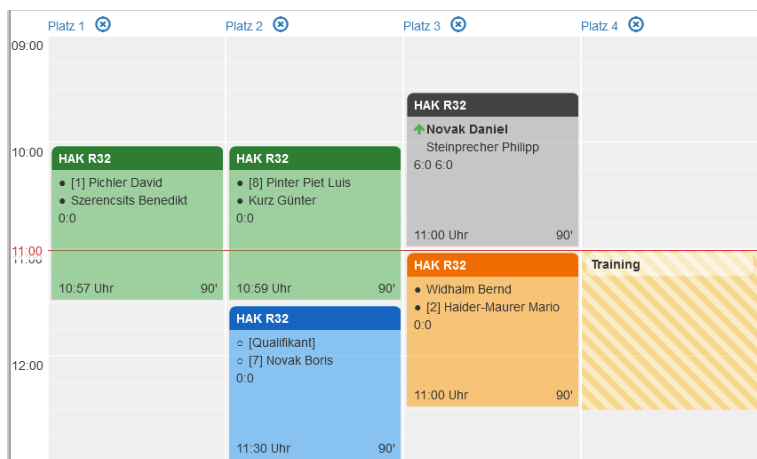 Platz 1
Platz 2
Platz 3
Platz 4
09:00
10:00
11:00
11:00
12:00
HAK R32
● [1] Pichler David
● Szerencsits Benedikt
0:0
10:57 Uhr 90'
HAK R32
● [8] Pinter Piet Luis
● Kurz Günter
0:0
10:59 Uhr 90'
HAK R32
○ [Qualifikant]
○ [7] Novak Boris
0:0
11:30 Uhr 90'
HAK R32
Novak Daniel
Steinprecher Philipp
6:0 6:0
11:00 Uhr 90'
HAK R32
● Widhalm Bernd
● [2] Haider-Maurer Mario
0:0
11:00 Uhr 90'
Training